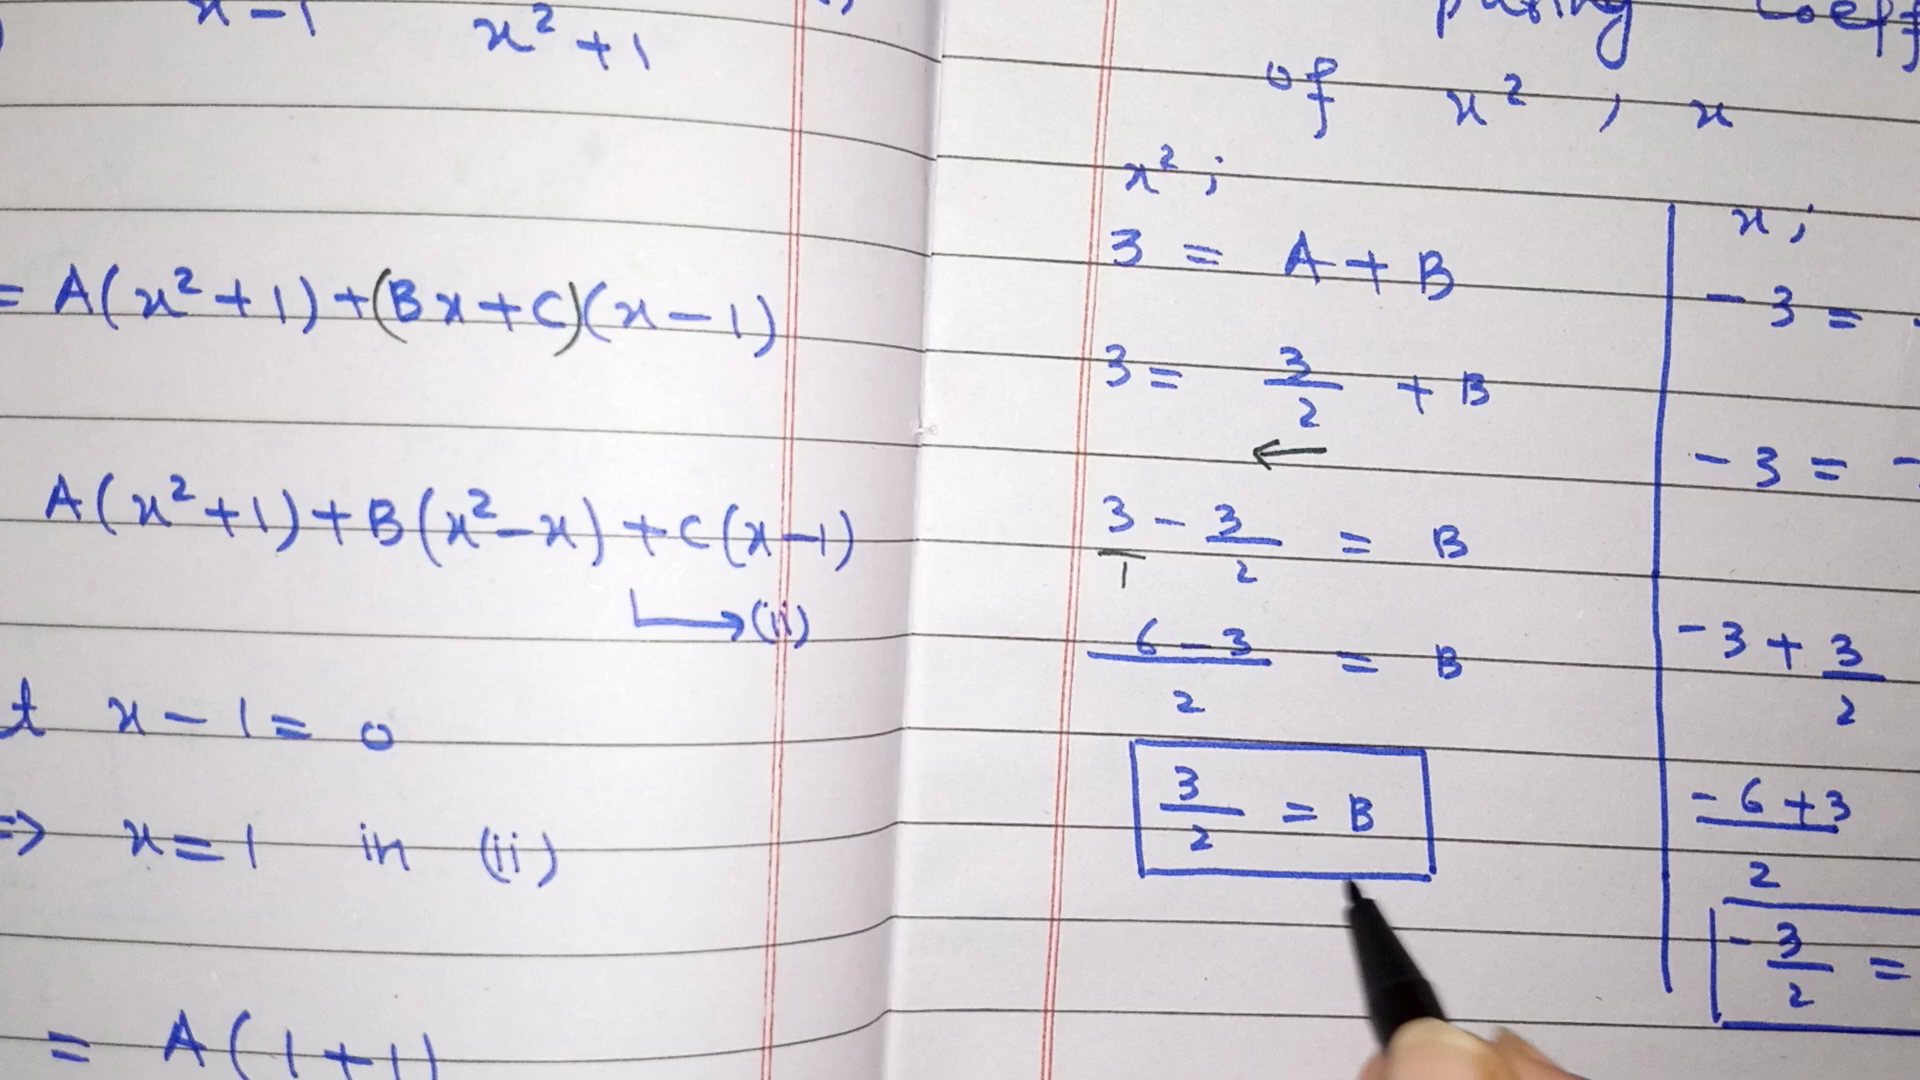 x-1 x²+1
= A(x²+1)+(Bx+C)(x-1)
A(x²+1)+B(x²-x)+C(x-1)
→(ii)
x-1=0
⇒ x=1 in (ii)
= A(1+1)
of x², x
x²;
3 = A+B
3 = 3/2 + B
←
3/1 - 3/2 = B
6-3/2 = B
3/2 = B
x;
-3 =
-3 = -
-3 + 3/2
-6+3/2
-3/2 =